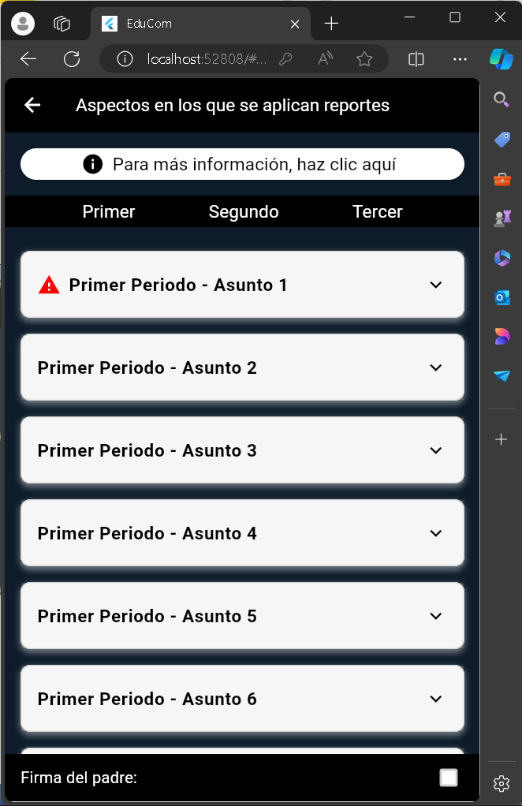 EduCom
localhost:52808/#...
Aspectos en los que se aplican reportes
Para más información, haz clic aquí
Primer Segundo Tercer
Primer Periodo - Asunto 1
Primer Periodo - Asunto 2
Primer Periodo - Asunto 3
Primer Periodo - Asunto 4
Primer Periodo - Asunto 5
Primer Periodo - Asunto 6
Firma del padre: